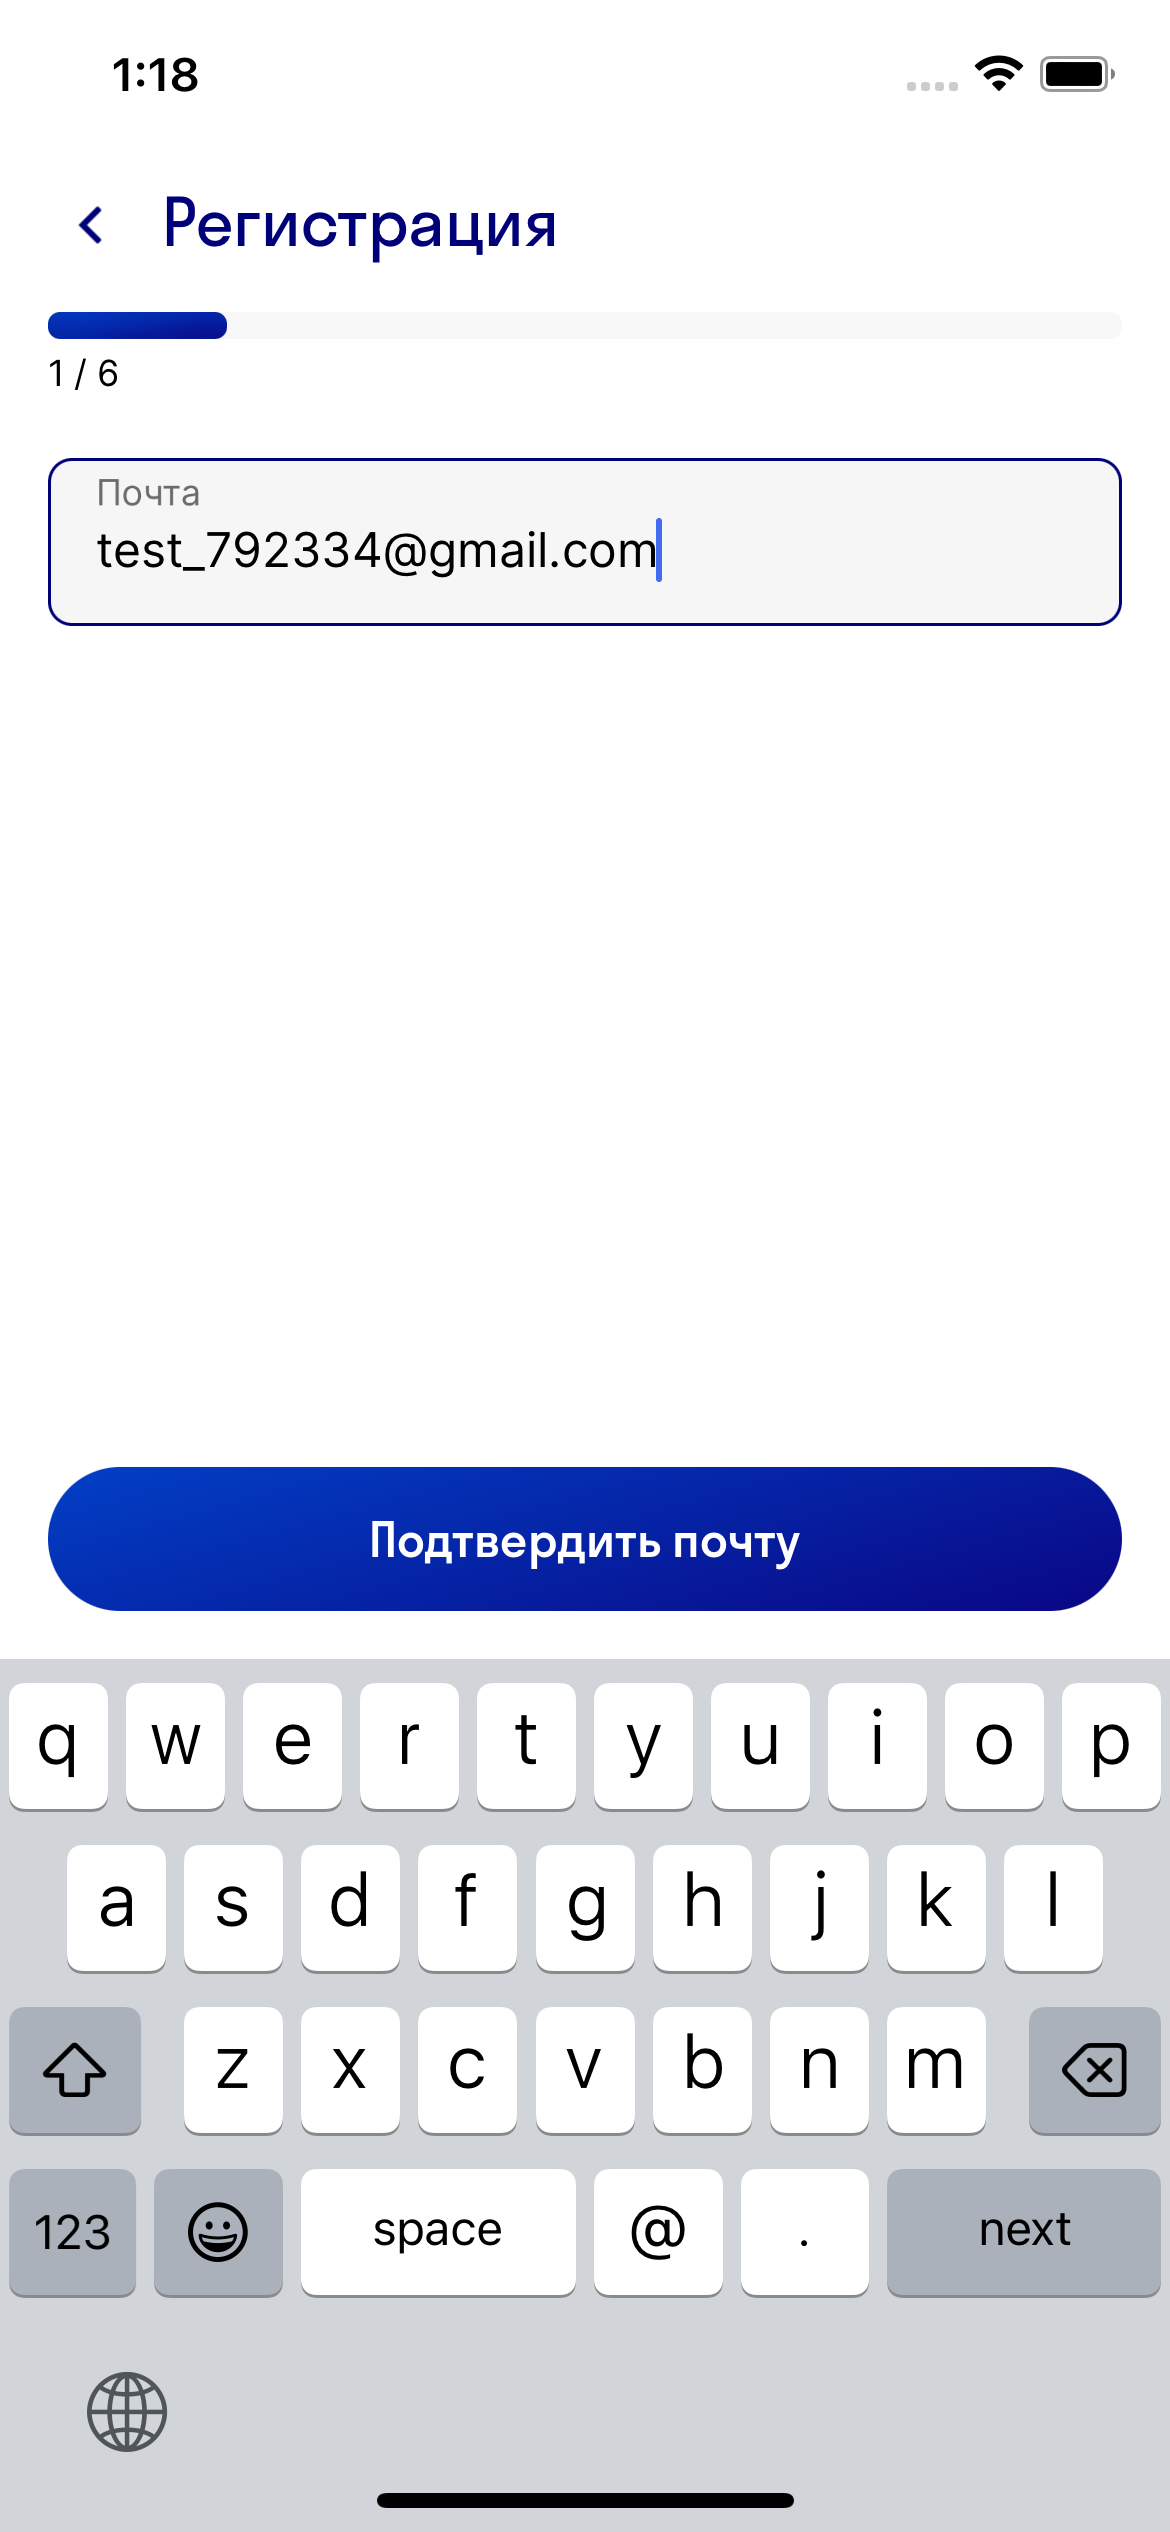 1:18
Регистрация
1 / 6
Почта
test_792334@gmail.com
Подтвердить почту
q w e r t y u i o p
a s d f g h j k l
z x c v b n m
123 space @ . next